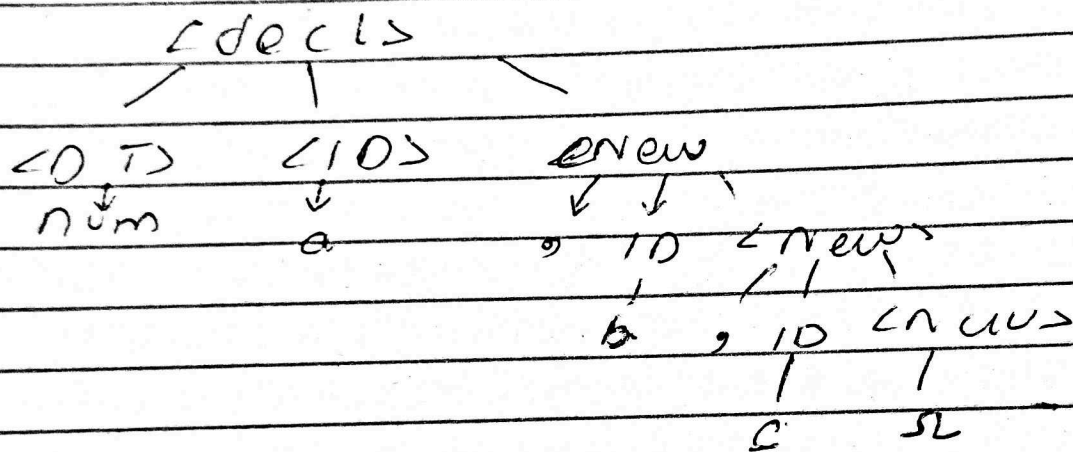 <decl>
<DT> <ID> <New
num a , ID <New>
b , ID <New>
c Ω